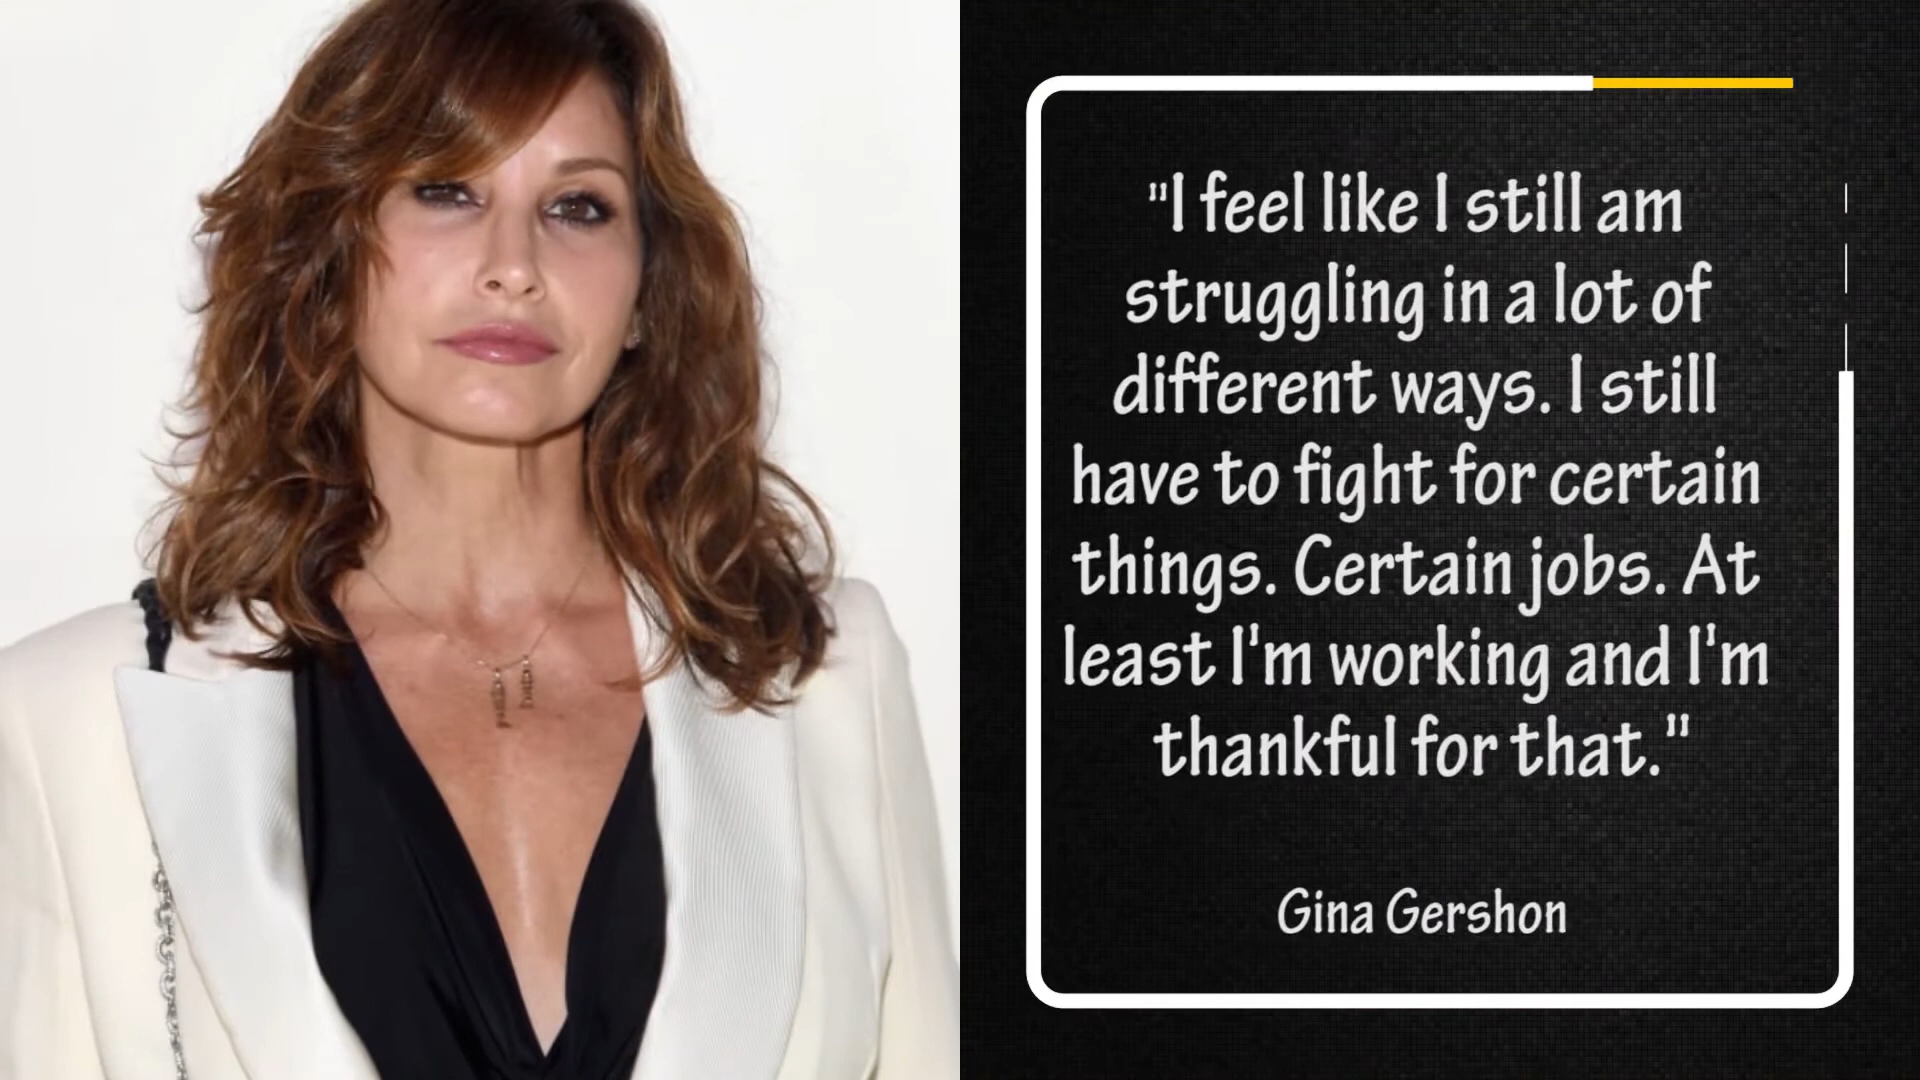 "I feel like I still am
struggling in a lot of
different ways. I still
have to fight for certain
things. Certain jobs. At
least I'm working and I'm
thankful for that."
Gina Gershon